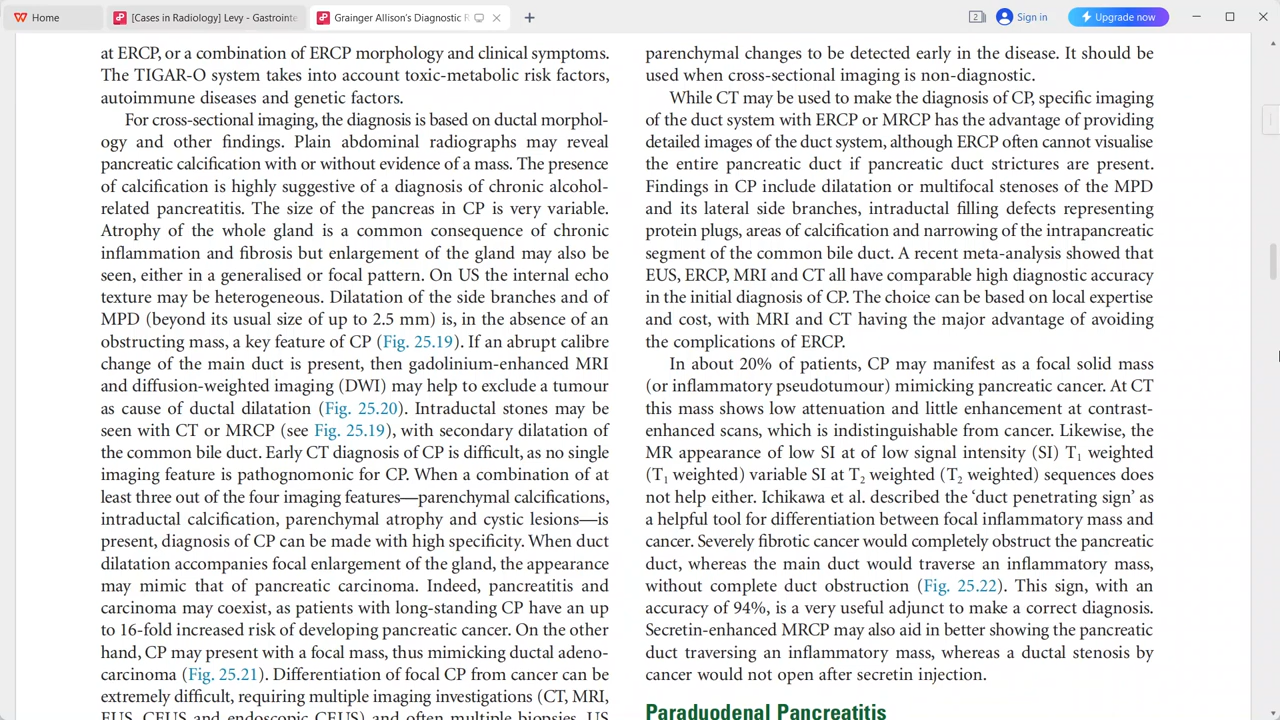 Home
[Cases in Radiology] Levy - Gastrointe
Grainger Allison's Diagnostic R
2
Sign in
Upgrade now
at ERCP, or a combination of ERCP morphology and clinical symptoms.
The TIGAR-O system takes into account toxic-metabolic risk factors,
autoimmune diseases and genetic factors.
For cross-sectional imaging, the diagnosis is based on ductal morphol-
ogy and other findings. Plain abdominal radiographs may reveal
pancreatic calcification with or without evidence of a mass. The presence
of calcification is highly suggestive of a diagnosis of chronic alcohol-
related pancreatitis. The size of the pancreas in CP is very variable.
Atrophy of the whole gland is a common consequence of chronic
inflammation and fibrosis but enlargement of the gland may also be
seen, either in a generalised or focal pattern. On US the internal echo
texture may be heterogeneous. Dilatation of the side branches and of
MPD (beyond its usual size of up to 2.5 mm) is, in the absence of an
obstructing mass, a key feature of CP (Fig. 25.19). If an abrupt calibre
change of the main duct is present, then gadolinium-enhanced MRI
and diffusion-weighted imaging (DWI) may help to exclude a tumour
as cause of ductal dilatation (Fig. 25.20). Intraductal stones may be
seen with CT or MRCP (see Fig. 25.19), with secondary dilatation of
the common bile duct. Early CT diagnosis of CP is difficult, as no single
imaging feature is pathognomonic for CP. When a combination of at
least three out of the four imaging features—parenchymal calcifications,
intraductal calcification, parenchymal atrophy and cystic lesions—is
present, diagnosis of CP can be made with high specificity. When duct
dilatation accompanies focal enlargement of the gland, the appearance
may mimic that of pancreatic carcinoma. Indeed, pancreatitis and
carcinoma may coexist, as patients with long-standing CP have an up
to 16-fold increased risk of developing pancreatic cancer. On the other
hand, CP may present with a focal mass, thus mimicking ductal adeno-
carcinoma (Fig. 25.21). Differentiation of focal CP from cancer can be
extremely difficult, requiring multiple imaging investigations (CT, MRI,
EUS, CEUS and endoscopic CEUS) and often multiple biopsies. US
parenchymal changes to be detected early in the disease. It should be
used when cross-sectional imaging is non-diagnostic.
While CT may be used to make the diagnosis of CP, specific imaging
of the duct system with ERCP or MRCP has the advantage of providing
detailed images of the duct system, although ERCP often cannot visualise
the entire pancreatic duct if pancreatic duct strictures are present.
Findings in CP include dilatation or multifocal stenoses of the MPD
and its lateral side branches, intraductal filling defects representing
protein plugs, areas of calcification and narrowing of the intrapancreatic
segment of the common bile duct. A recent meta-analysis showed that
EUS, ERCP, MRI and CT all have comparable high diagnostic accuracy
in the initial diagnosis of CP. The choice can be based on local expertise
and cost, with MRI and CT having the major advantage of avoiding
the complications of ERCP.
In about 20% of patients, CP may manifest as a focal solid mass
(or inflammatory pseudotumour) mimicking pancreatic cancer. At CT
this mass shows low attenuation and little enhancement at contrast-
enhanced scans, which is indistinguishable from cancer. Likewise, the
MR appearance of low SI at of low signal intensity (SI) T₁ weighted
(T₁ weighted) variable SI at T₂ weighted (T₂ weighted) sequences does
not help either. Ichikawa et al. described the ‘duct penetrating sign’ as
a helpful tool for differentiation between focal inflammatory mass and
cancer. Severely fibrotic cancer would completely obstruct the pancreatic
duct, whereas the main duct would traverse an inflammatory mass,
without complete duct obstruction (Fig. 25.22). This sign, with an
accuracy of 94%, is a very useful adjunct to make a correct diagnosis.
Secretin-enhanced MRCP may also aid in better showing the pancreatic
duct traversing an inflammatory mass, whereas a ductal stenosis by
cancer would not open after secretin injection.
Paraduodenal Pancreatitis